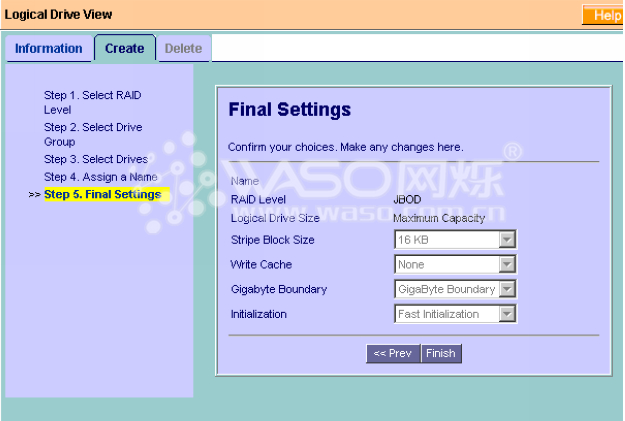 Logical Drive View
Help
Information Create Delete
Step 1. Select RAID
Level
Step 2. Select Drive
Group
Step 3. Select Drives
Step 4. Assign a Name
>> Step 5. Final Settings
Final Settings
Confirm your choices. Make any changes here.
WASO网烁®
www.waso.com.cn
Name
RAID Level JBOD
Logical Drive Size Maximum Capacity
Stripe Block Size 16 KB
Write Cache None
Gigabyte Boundary GigaByte Boundary
Initialization Fast Initialization
<< Prev Finish